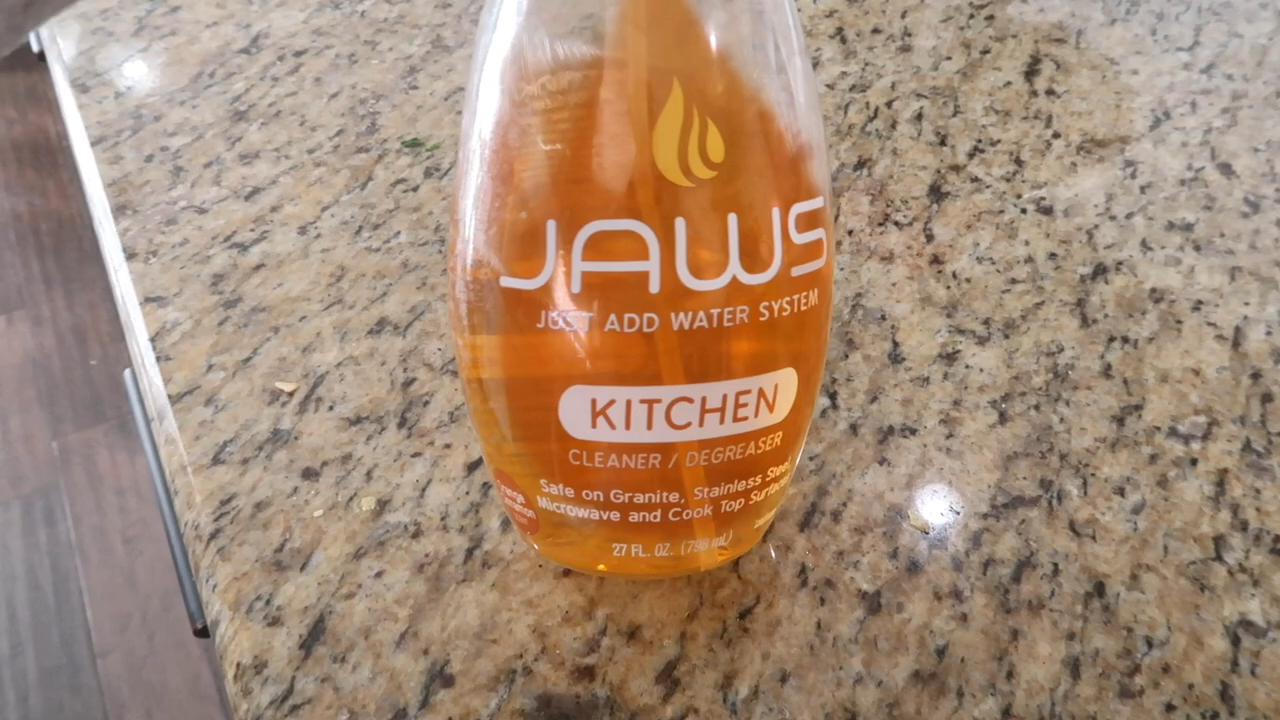 JAWS
JUST ADD WATER SYSTEM
KITCHEN
CLEANER / DEGREASER
Safe on Granite, Stainless Steel,
Microwave and Cook Top Surfaces
27 FL. OZ. (798 mL)